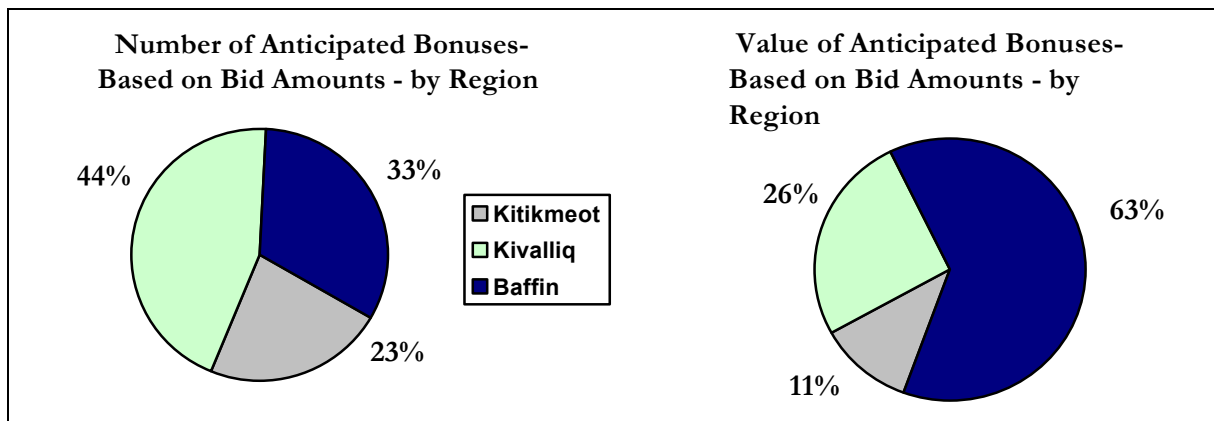 Number of Anticipated Bonuses-
Based on Bid Amounts - by Region
44%
33%
23%
Kitikmeot
Kivalliq
Baffin
Value of Anticipated Bonuses-
Based on Bid Amounts - by
Region
26%
63%
11%